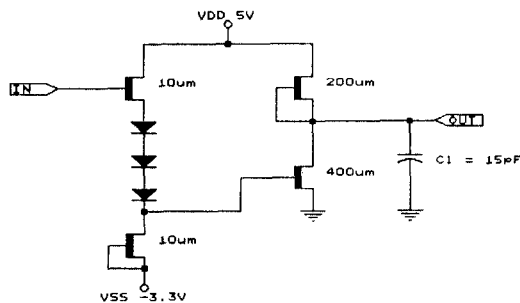 VDD 5V
IN
10um
200um
OUT
C1 = 15pF
400um
10um
VSS -3.3V